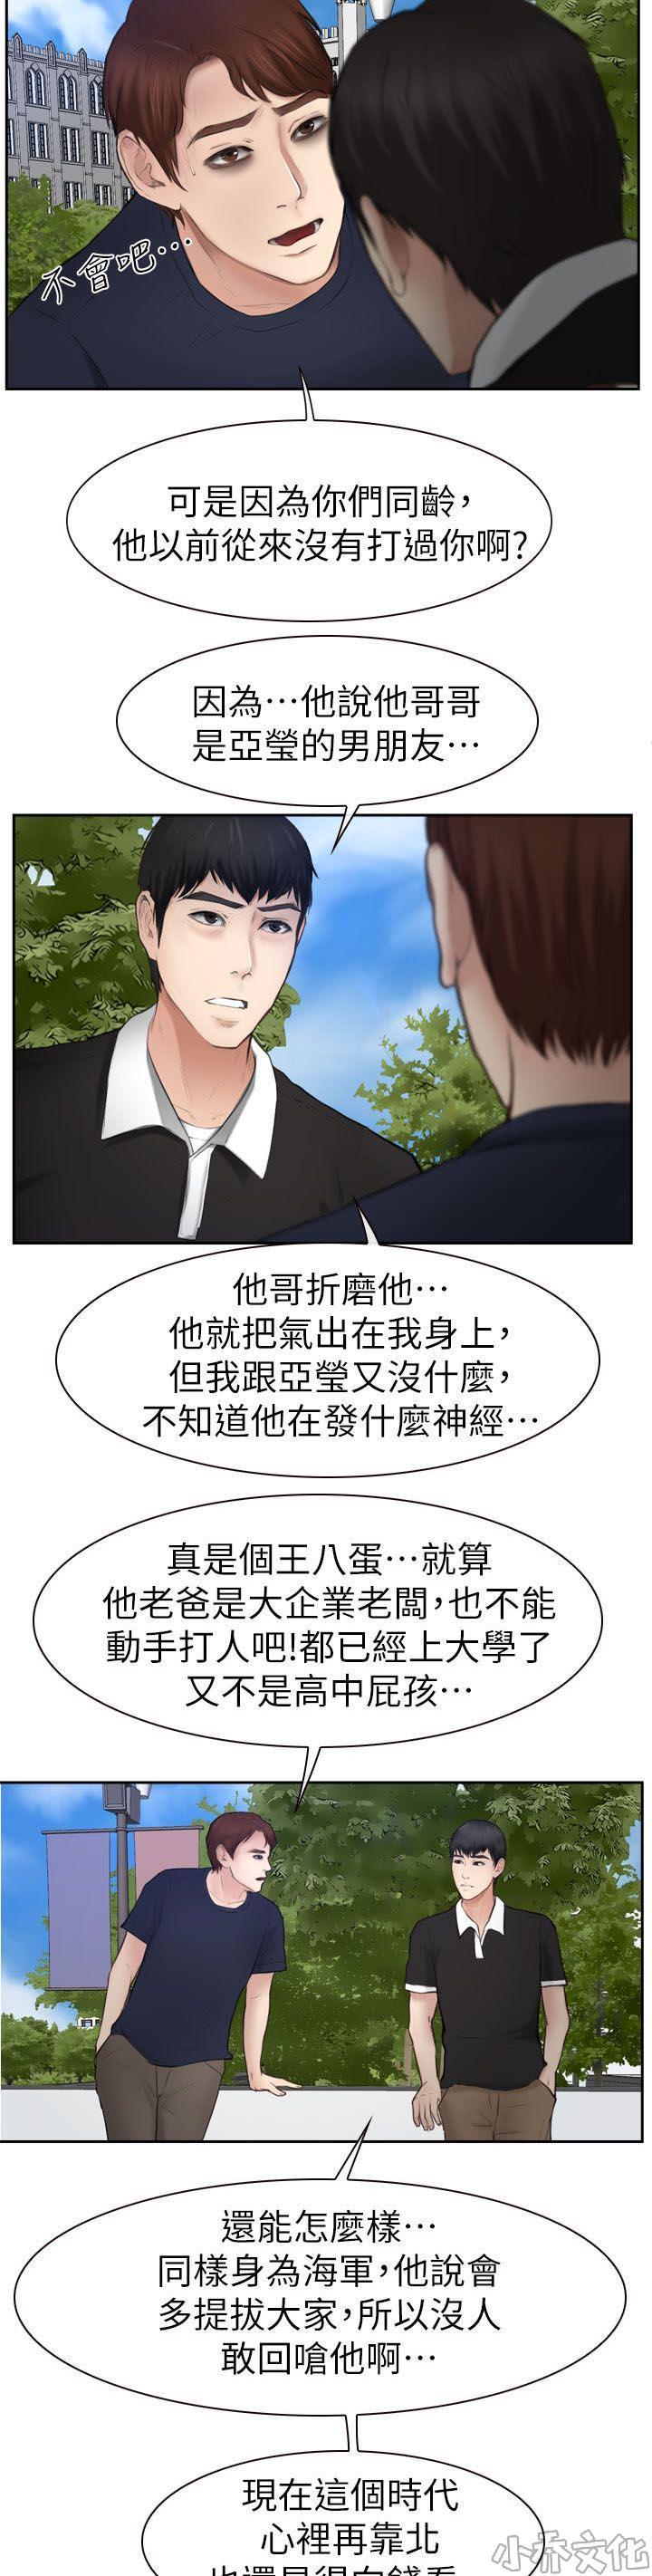 不會吧…
可是因為你們同齡，
他以前從來沒有打過你啊？
因為…他說他哥哥
是亞瑩的男朋友…
他哥折磨他…
他就把氣出在我身上，
但我跟亞瑩又沒什麼，
不知道他在發什麼神經…
真是個王八蛋…就算
他老爸是大企業老闆，也不能
動手打人吧！都已經上大學了
又不是高中屁孩…
還能怎麼樣…
同樣身為海軍，他說會
多提拔大家，所以沒人
敢回嗆他啊…
現在這個時代
心裡再靠北
小乔文化